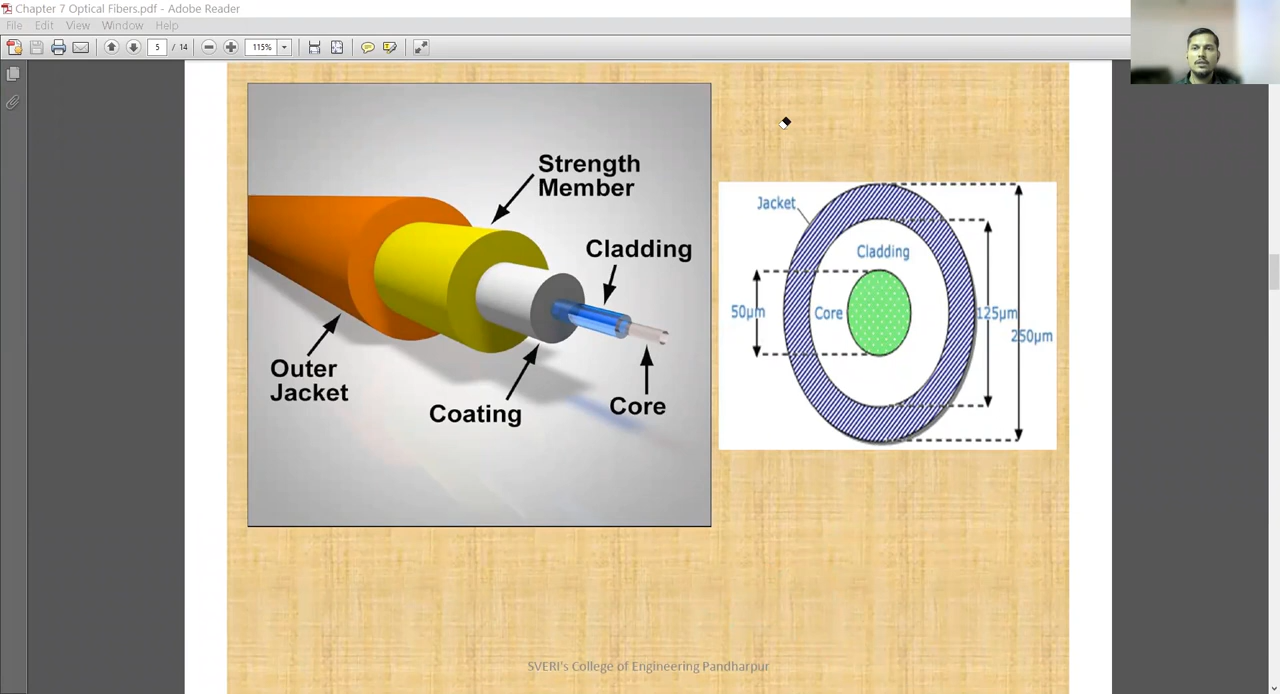 Chapter 7 Optical Fibers.pdf - Adobe Reader
File Edit View Window Help
5 / 14 115%
Strength
Member
Cladding
Outer
Jacket
Coating
Core
Jacket
Cladding
50µm
Core
125µm
250µm
SVERI's College of Engineering Pandharpur